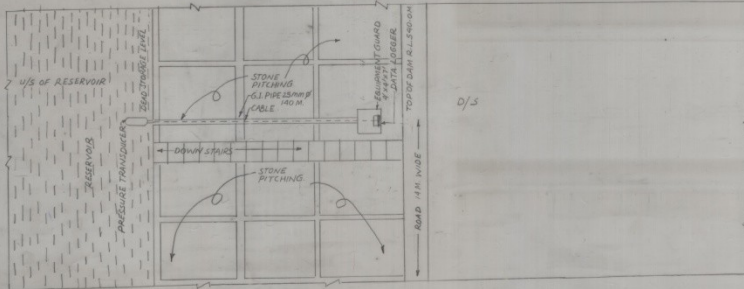 U/S OF RESERVOIR
RESERVOIR
PRESSURE TRANSDUCER
DEAD STORAGE LEVEL
STONE
PITCHING
G.I. PIPE
140 M.
CABLE
DOWN STAIRS
STONE
PITCHING
EQUIPMENT GUARD
DATA LOGGER
TOP OF DAM R.L.
ROAD
WIDE
D/S